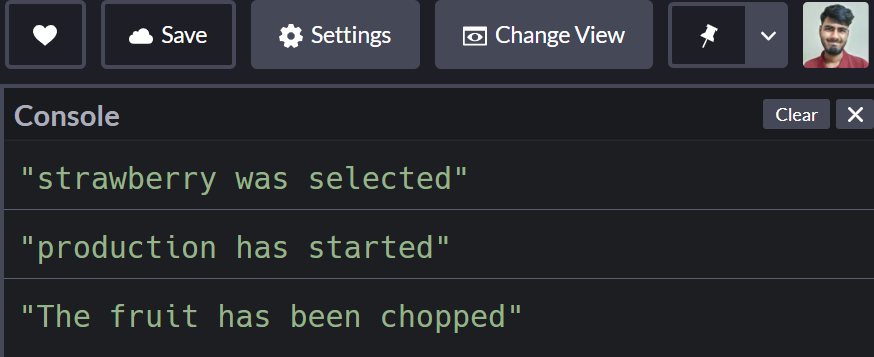 Save Settings Change View
Console Clear
"strawberry was selected"
"production has started"
"The fruit has been chopped"